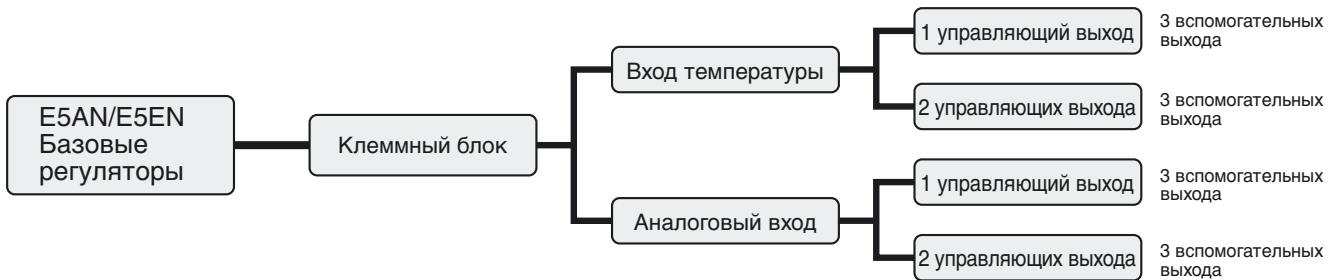 E5AN/E5EN
Базовые
регуляторы
Клеммный блок
Вход температуры
1 управляющий выход
3 вспомогательных
выхода
2 управляющих выхода
3 вспомогательных
выхода
Аналоговый вход
1 управляющий выход
3 вспомогательных
выхода
2 управляющих выхода
3 вспомогательных
выхода